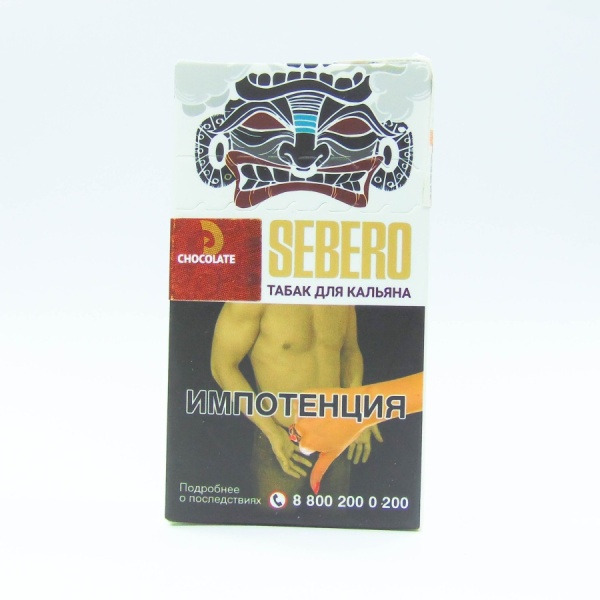 CHOCOLATE
SEBERO
ТАБАК ДЛЯ КАЛЬЯНА
ИМПОТЕНЦИЯ
Подробнее
о последствиях
8 800 200 0 200